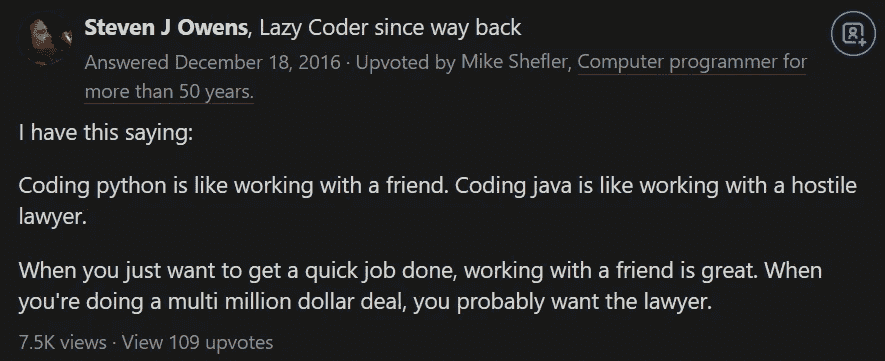 Steven J Owens, Lazy Coder since way back
Answered December 18, 2016 · Upvoted by Mike Shefler, Computer programmer for
more than 50 years.
I have this saying:
Coding python is like working with a friend. Coding java is like working with a hostile
lawyer.
When you just want to get a quick job done, working with a friend is great. When
you're doing a multi million dollar deal, you probably want the lawyer.
7.5K views · View 109 upvotes